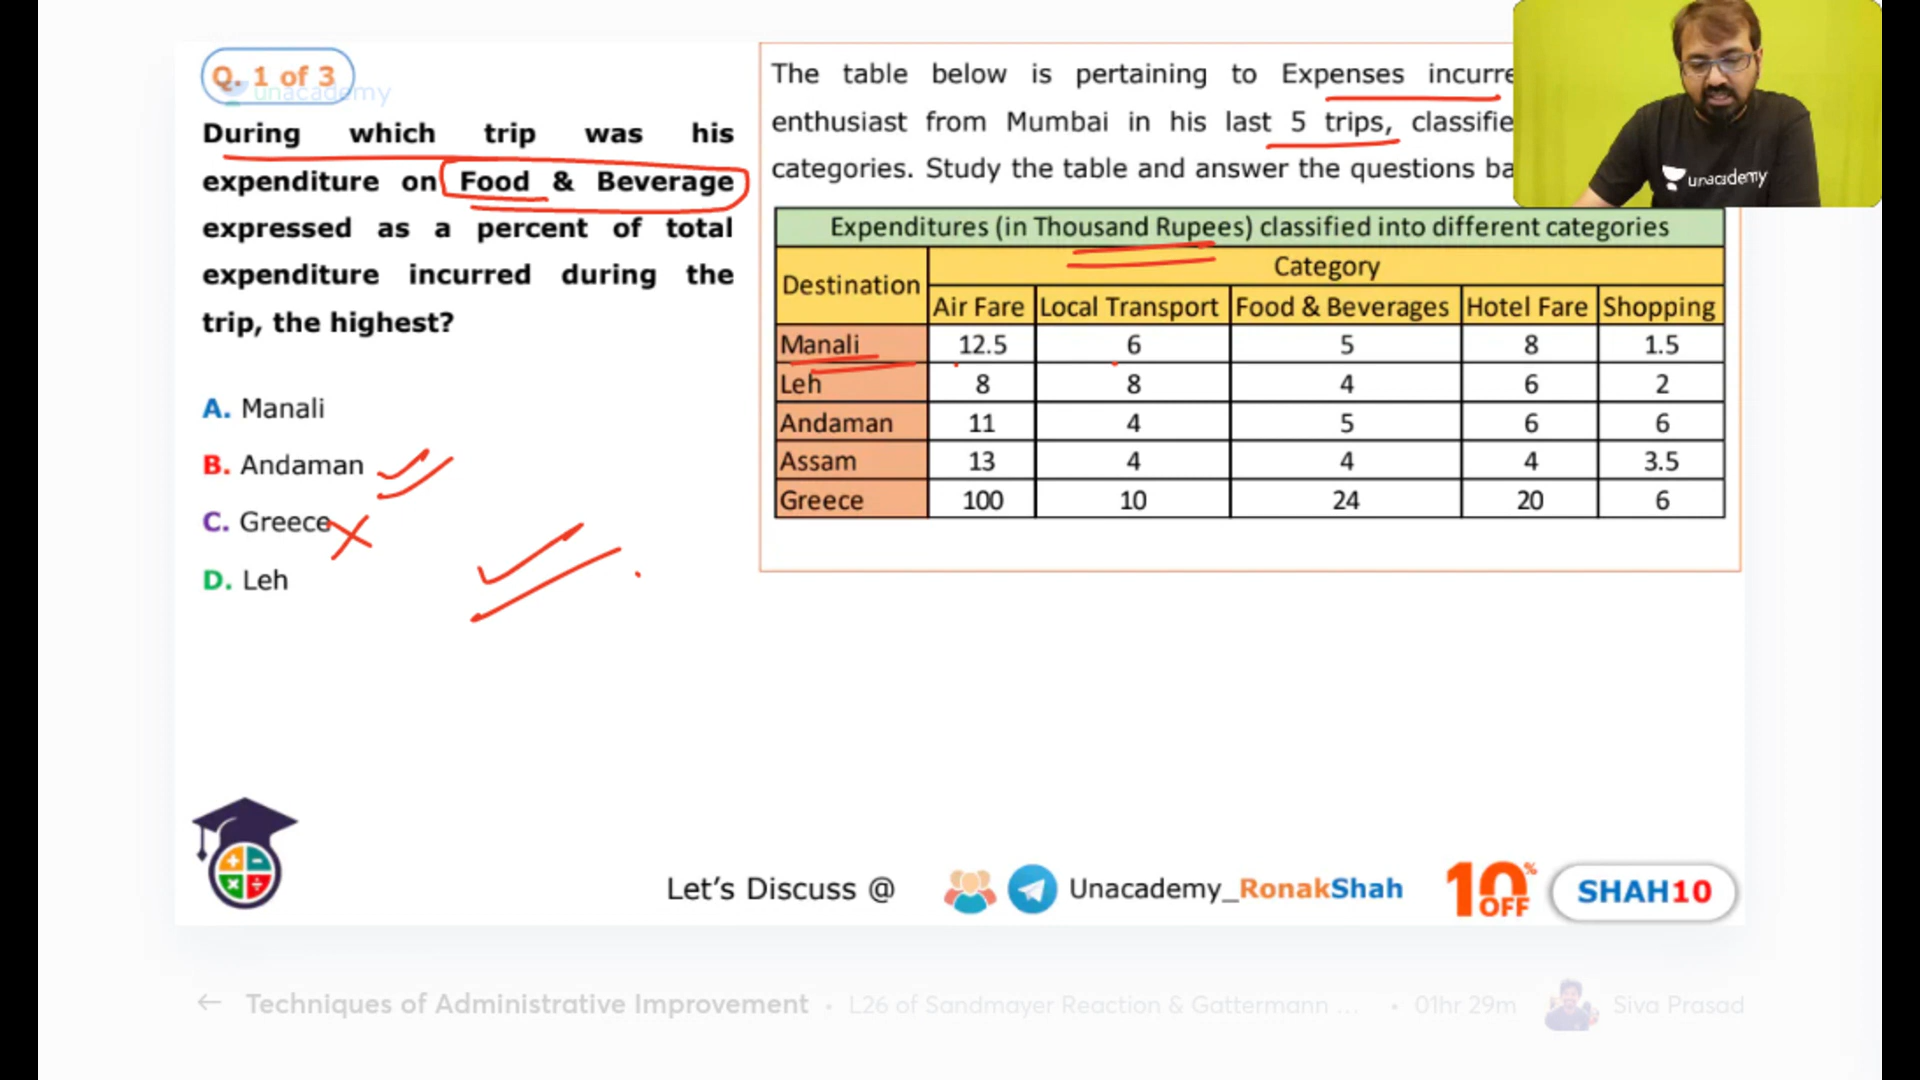 Q. 1 of 3
unacademy
During which trip was his
expenditure on Food & Beverage
expressed as a percent of total
expenditure incurred during the
trip, the highest?
A. Manali
B. Andaman
C. Greece
D. Leh
The table below is pertaining to Expenses incurre
enthusiast from Mumbai in his last 5 trips, classifie
categories. Study the table and answer the questions ba
unacademy
Expenditures (in Thousand Rupees) classified into different categories
Destination Category
Air Fare Local Transport Food & Beverages Hotel Fare Shopping
Manali 12.5 6 5 8 1.5
Leh 8 8 4 6 2
Andaman 11 4 5 6 6
Assam 13 4 4 4 3.5
Greece 100 10 24 20 6
Let's Discuss @ Unacademy_RonakShah 10% OFF SHAH10
← Techniques of Administrative Improvement • L26 of Sandmayer Reaction & Gattermann ... • 01hr 29m Siva Prasad